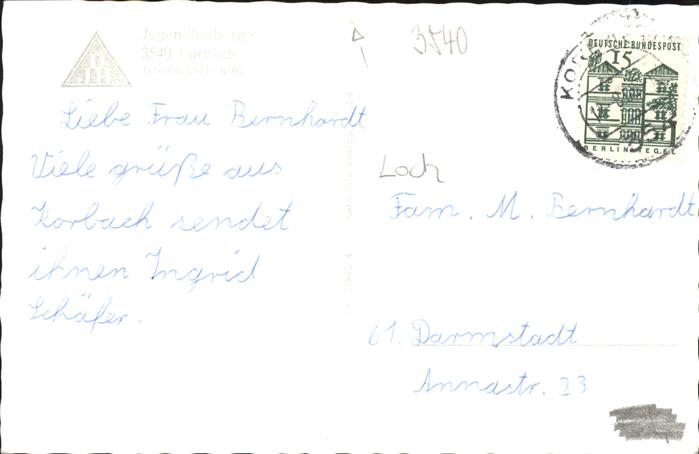 Jugendherberge
3540 Korbach
Telefon
Liebe Frau Bernhardt
Viele grüße aus
Korbach sendet
ihnen Ingrid
Schäfer.
3540
DEUTSCHE BUNDESPOST
15
BERLIN-TEGEL
Loch
Fam. M. Bernhardt
61. Darmstadt
Annastr. 23